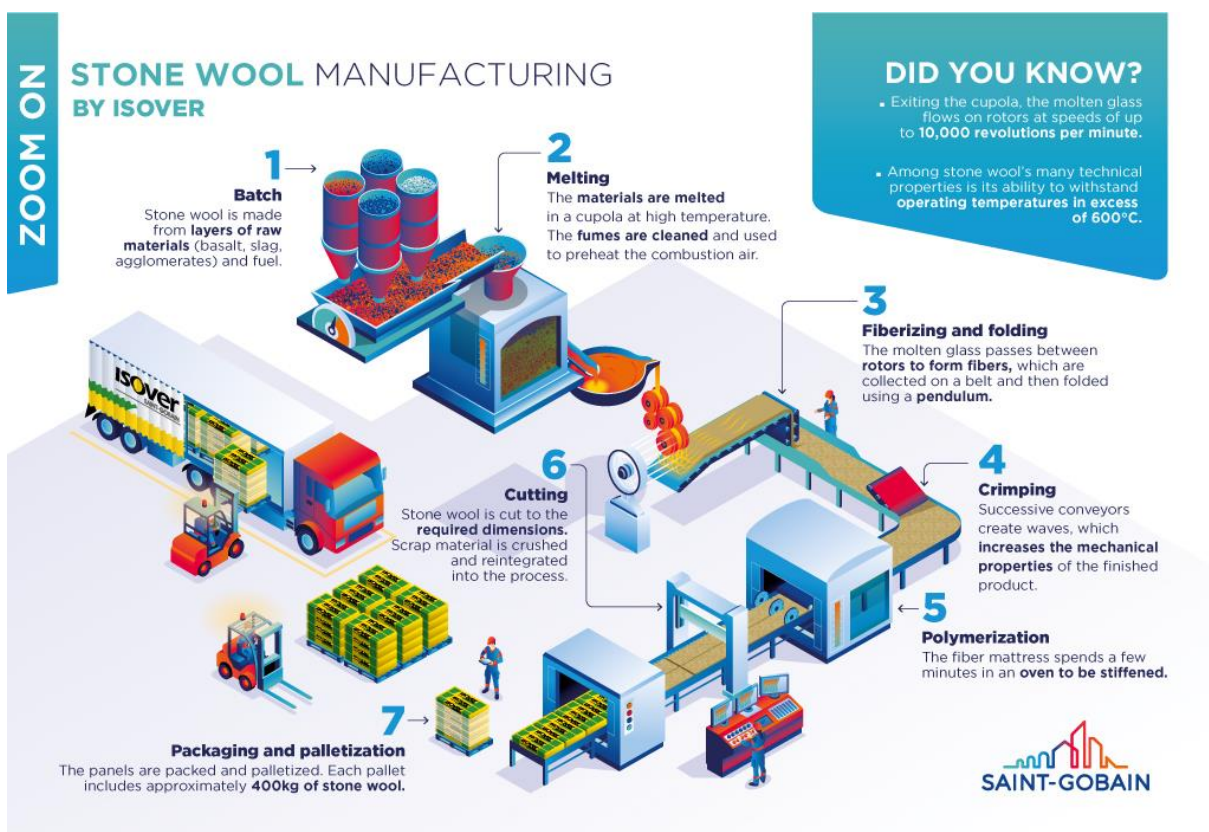 ZOOM ON
STONE WOOL MANUFACTURING
BY ISOVER
DID YOU KNOW?
▪ Exiting the cupola, the molten glass
flows on rotors at speeds of up
to 10,000 revolutions per minute.
▪ Among stone wool's many technical
properties is its ability to withstand
operating temperatures in excess
of 600°C.
1
Batch
Stone wool is made
from layers of raw
materials (basalt, slag,
agglomerates) and fuel.
2
Melting
The materials are melted
in a cupola at high temperature.
The fumes are cleaned and used
to preheat the combustion air.
3
Fiberizing and folding
The molten glass passes between
rotors to form fibers, which are
collected on a belt and then folded
using a pendulum.
4
Crimping
Successive conveyors
create waves, which
increases the mechanical
properties of the finished
product.
5
Polymerization
The fiber mattress spends a few
minutes in an oven to be stiffened.
6
Cutting
Stone wool is cut to the
required dimensions.
Scrap material is crushed
and reintegrated
into the process.
7
Packaging and palletization
The panels are packed and palletized. Each pallet
includes approximately 400kg of stone wool.
isover
SAINT-GOBAIN
SAINT-GOBAIN